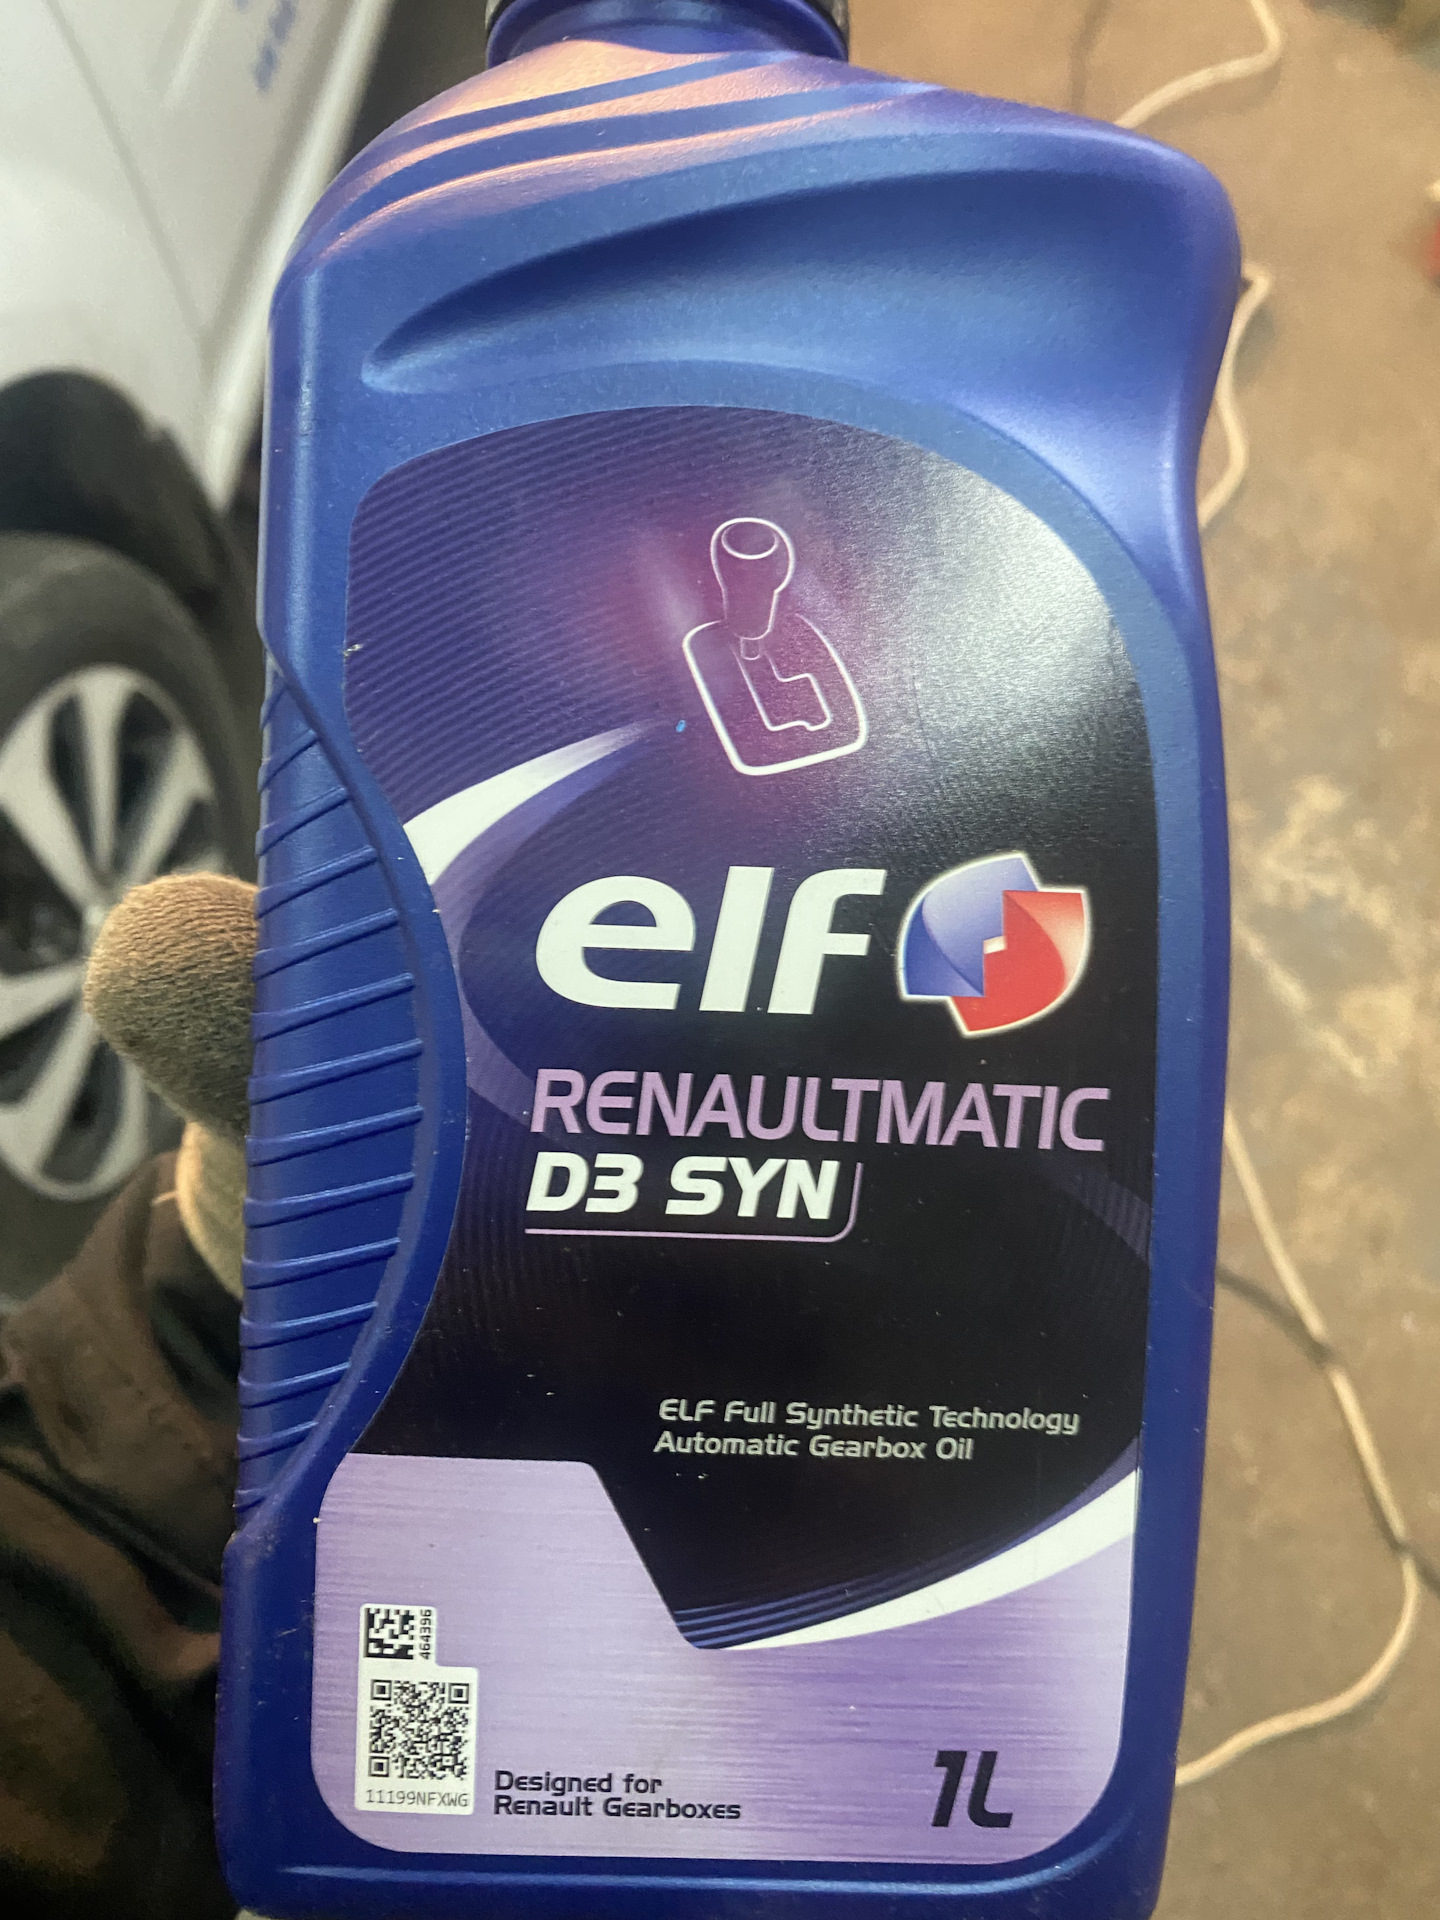 elf
RENAULTMATIC
D3 SYN
ELF Full Synthetic Technology
Automatic Gearbox Oil
464396
11199NFXWG
Designed for
Renault Gearboxes
1L